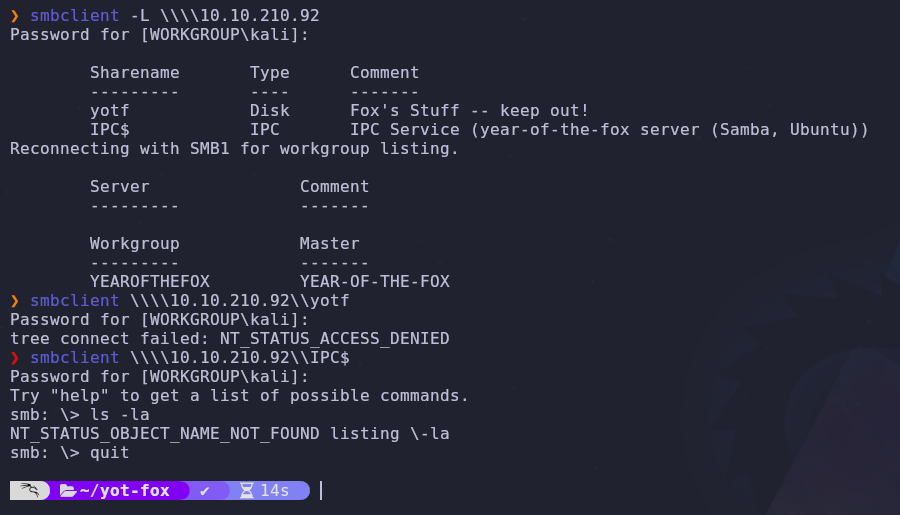 ❯ smbclient -L \\\\10.10.210.92
Password for [WORKGROUP\kali]:
Sharename Type Comment
--------- ---- -------
yotf Disk Fox's Stuff -- keep out!
IPC$ IPC IPC Service (year-of-the-fox server (Samba, Ubuntu))
Reconnecting with SMB1 for workgroup listing.
Server Comment
--------- -------
Workgroup Master
--------- -------
YEAROFTHEFOX YEAR-OF-THE-FOX
❯ smbclient \\\\10.10.210.92\\yotf
Password for [WORKGROUP\kali]:
tree connect failed: NT_STATUS_ACCESS_DENIED
❯ smbclient \\\\10.10.210.92\\IPC$
Password for [WORKGROUP\kali]:
Try "help" to get a list of possible commands.
smb: \> ls -la
NT_STATUS_OBJECT_NAME_NOT_FOUND listing \-la
smb: \> quit
~/yot-fox ✔ 14s